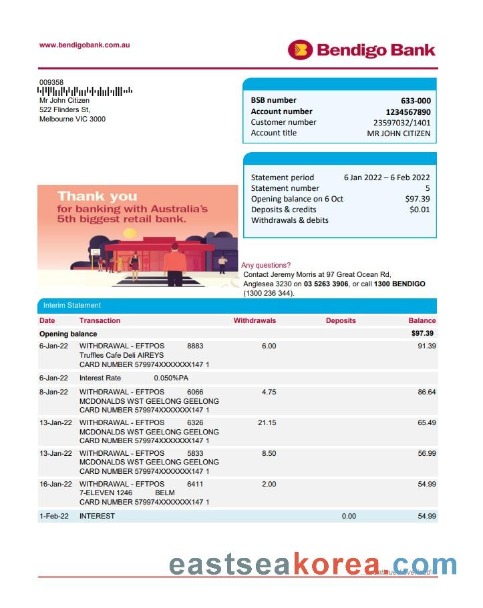 www.bendigobank.com.au
Bendigo Bank
009358
Mr John Citizen
522 Flinders St,
Melbourne VIC 3000
BSB number 633-000
Account number 1234567890
Customer number 23597032/1401
Account title MR JOHN CITIZEN
Statement period 6 Jan 2022 – 6 Feb 2022
Statement number 5
Opening balance on 6 Oct $97.39
Deposits & credits $0.01
Withdrawals & debits
Thank you
for banking with Australia's
5th biggest retail bank.
Any questions?
Contact Jeremy Morris at 97 Great Ocean Rd,
Anglesea 3230 on 03 5263 3906, or call 1300 BENDIGO
(1300 236 344).
Interim Statement
Date Transaction Withdrawals Deposits Balance
Opening balance $97.39
6-Jan-22 WITHDRAWAL - EFTPOS 8883 6.00 91.39
Truffles Cafe Deli AIREYS
CARD NUMBER 579974XXXXXXX147 1
6-Jan-22 Interest Rate 0.050%PA
8-Jan-22 WITHDRAWAL - EFTPOS 6066 4.75 86.64
MCDONALDS WST GEELONG GEELONG
CARD NUMBER 579974XXXXXXX147 1
13-Jan-22 WITHDRAWAL - EFTPOS 6326 21.15 65.49
MCDONALDS WST GEELONG GEELONG
CARD NUMBER 579974XXXXXXX147 1
13-Jan-22 WITHDRAWAL - EFTPOS 5833 8.50 56.99
MCDONALDS WST GEELONG GEELONG
CARD NUMBER 579974XXXXXXX147 1
16-Jan-22 WITHDRAWAL - EFTPOS 6411 2.00 54.99
7-ELEVEN 1246 BELM
CARD NUMBER 579974XXXXXXX147 1
1-Feb-22 INTEREST 0.00 54.99
eastseakorea.com